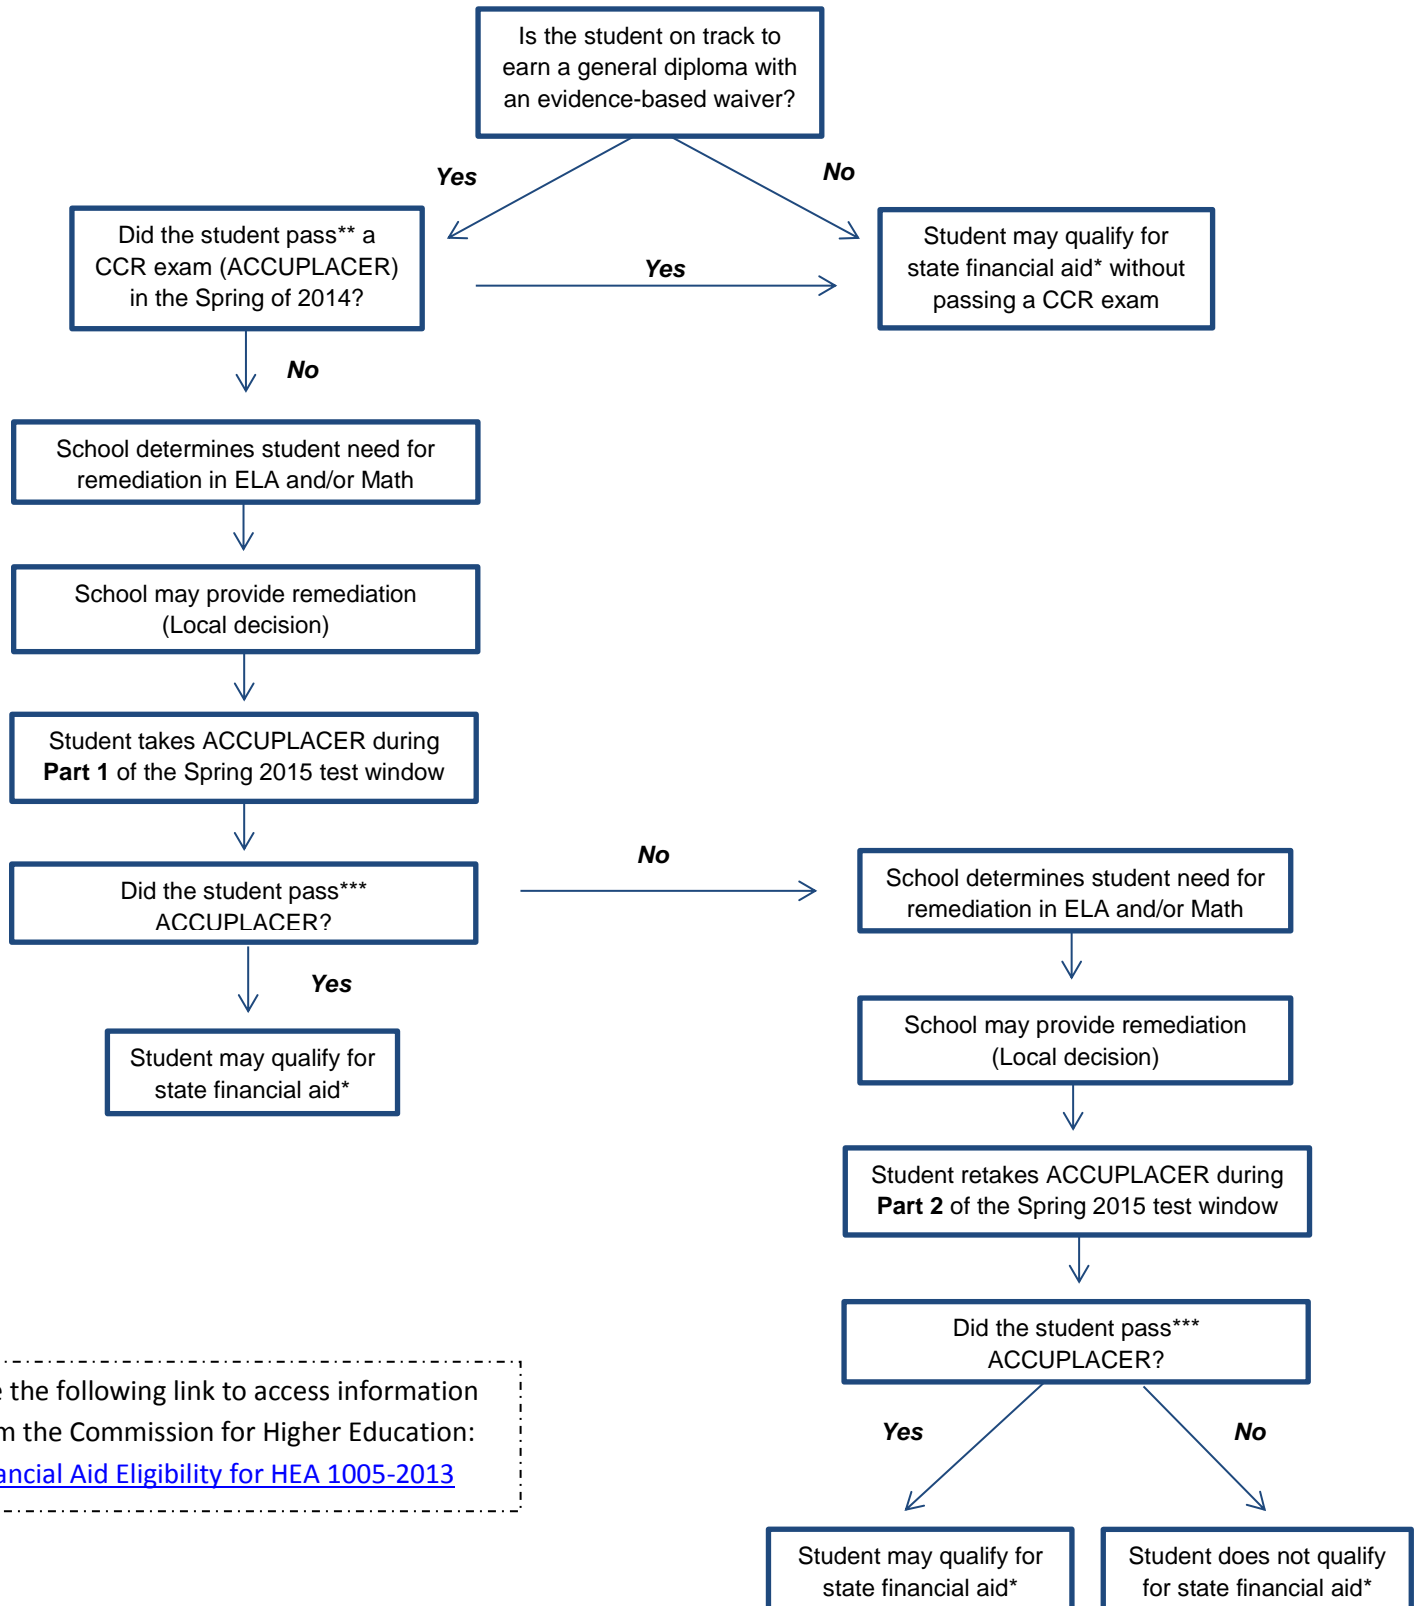 Is the student on track to
earn a general diploma with
an evidence-based waiver?
Yes
No
Did the student pass** a
CCR exam (ACCUPLACER)
in the Spring of 2014?
Yes
Student may qualify for
state financial aid* without
passing a CCR exam
No
School determines student need for
remediation in ELA and/or Math
School may provide remediation
(Local decision)
Student takes ACCUPLACER during
Part 1 of the Spring 2015 test window
Did the student pass***
ACCUPLACER?
No
Yes
Student may qualify for
state financial aid*
School determines student need for
remediation in ELA and/or Math
School may provide remediation
(Local decision)
Student retakes ACCUPLACER during
Part 2 of the Spring 2015 test window
Did the student pass***
ACCUPLACER?
Yes
No
Student may qualify for
state financial aid*
Student does not qualify
for state financial aid*
the following link to access information
the Commission for Higher Education:
Aid Eligibility for HEA 1005-2013